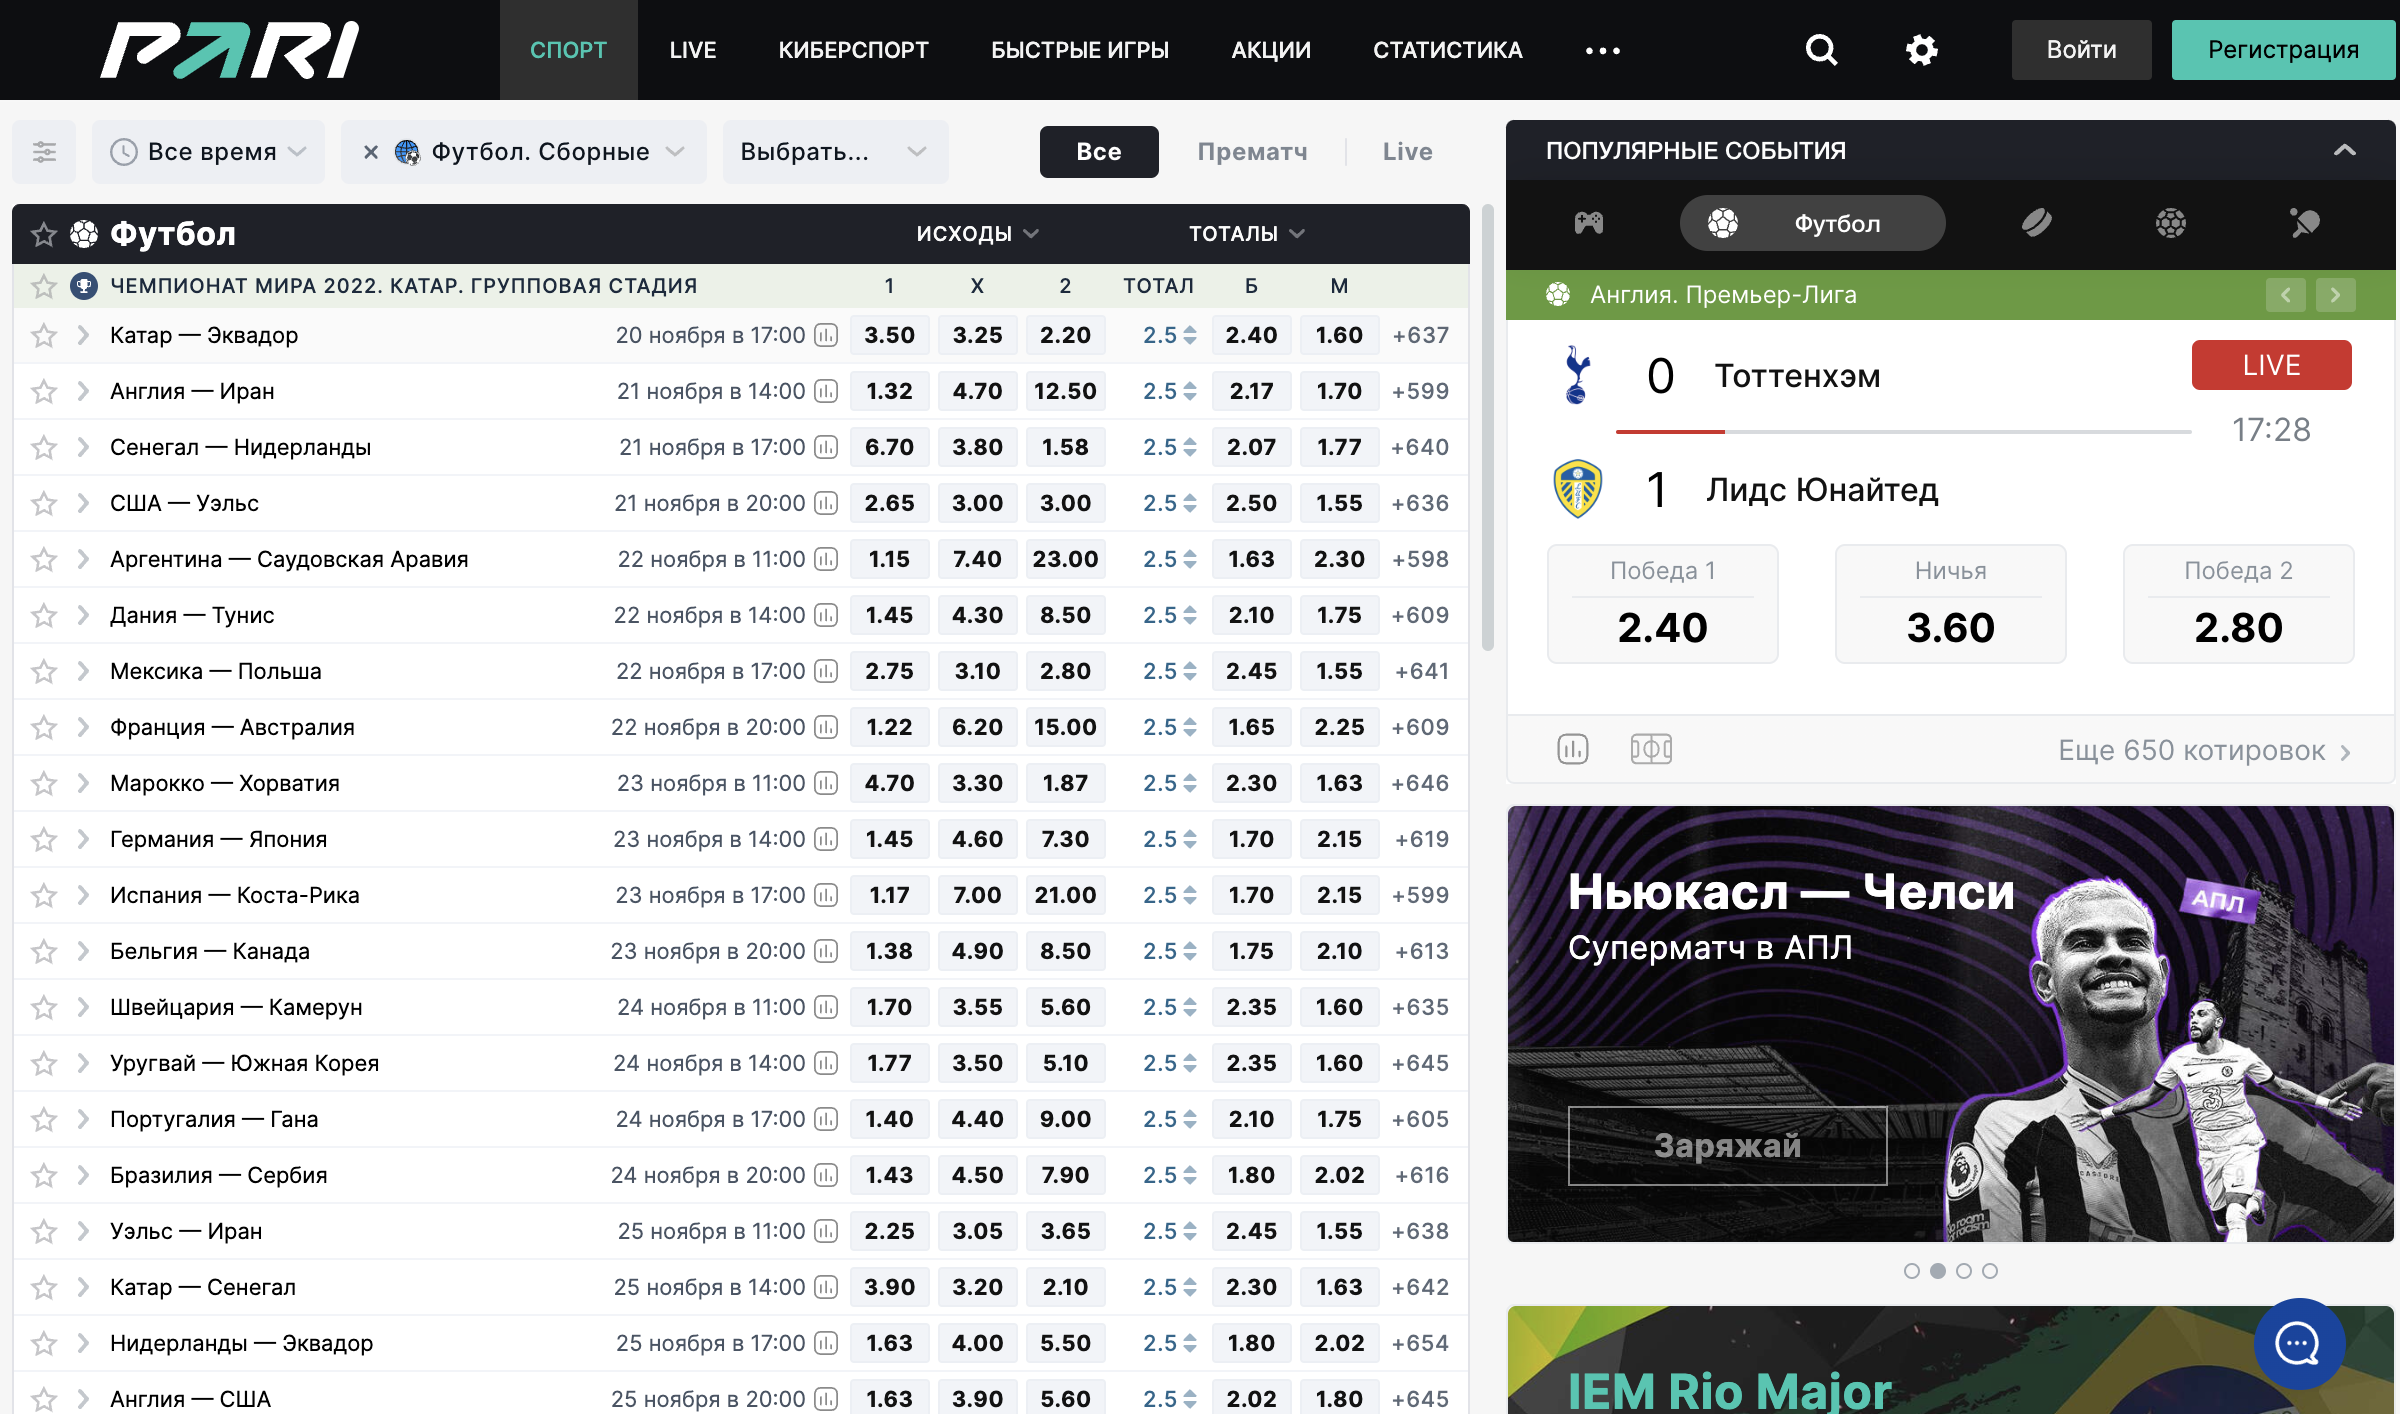 PARI
СПОРТ LIVE КИБЕРСПОРТ БЫСТРЫЕ ИГРЫ АКЦИИ СТАТИСТИКА ••• Войти Регистрация
Все время Футбол. Сборные Выбрать... Все Прематч Live
Футбол ИСХОДЫ ТОТАЛЫ
ЧЕМПИОНАТ МИРА 2022. КАТАР. ГРУППОВАЯ СТАДИЯ 1 X 2 ТОТАЛ Б М
Катар — Эквадор 20 ноября в 17:00 3.50 3.25 2.20 2.5 2.40 1.60 +637
Англия — Иран 21 ноября в 14:00 1.32 4.70 12.50 2.5 2.17 1.70 +599
Сенегал — Нидерланды 21 ноября в 17:00 6.70 3.80 1.58 2.5 2.07 1.77 +640
США — Уэльс 21 ноября в 20:00 2.65 3.00 3.00 2.5 2.50 1.55 +636
Аргентина — Саудовская Аравия 22 ноября в 11:00 1.15 7.40 23.00 2.5 1.63 2.30 +598
Дания — Тунис 22 ноября в 14:00 1.45 4.30 8.50 2.5 2.10 1.75 +609
Мексика — Польша 22 ноября в 17:00 2.75 3.10 2.80 2.5 2.45 1.55 +641
Франция — Австралия 22 ноября в 20:00 1.22 6.20 15.00 2.5 1.65 2.25 +609
Марокко — Хорватия 23 ноября в 11:00 4.70 3.30 1.87 2.5 2.30 1.63 +646
Германия — Япония 23 ноября в 14:00 1.45 4.60 7.30 2.5 1.70 2.15 +619
Испания — Коста-Рика 23 ноября в 17:00 1.17 7.00 21.00 2.5 1.70 2.15 +599
Бельгия — Канада 23 ноября в 20:00 1.38 4.90 8.50 2.5 1.75 2.10 +613
Швейцария — Камерун 24 ноября в 11:00 1.70 3.55 5.60 2.5 2.35 1.60 +635
Уругвай — Южная Корея 24 ноября в 14:00 1.77 3.50 5.10 2.5 2.35 1.60 +645
Португалия — Гана 24 ноября в 17:00 1.40 4.40 9.00 2.5 2.10 1.75 +605
Бразилия — Сербия 24 ноября в 20:00 1.43 4.50 7.90 2.5 1.80 2.02 +616
Уэльс — Иран 25 ноября в 11:00 2.25 3.05 3.65 2.5 2.45 1.55 +638
Катар — Сенегал 25 ноября в 14:00 3.90 3.20 2.10 2.5 2.30 1.63 +642
Нидерланды — Эквадор 25 ноября в 17:00 1.63 4.00 5.50 2.5 1.80 2.02 +654
Англия — США 25 ноября в 20:00 1.63 3.90 5.60 2.5 2.02 1.80 +645
ПОПУЛЯРНЫЕ СОБЫТИЯ
Футбол
Англия. Премьер-Лига
0 Тоттенхэм LIVE
17:28
1 Лидс Юнайтед
Победа 1 Ничья Победа 2
2.40 3.60 2.80
Еще 650 котировок
Ньюкасл — Челси
АПЛ
Суперматч в АПЛ
3
Заряжай
no room
for racism
IEM Rio Major